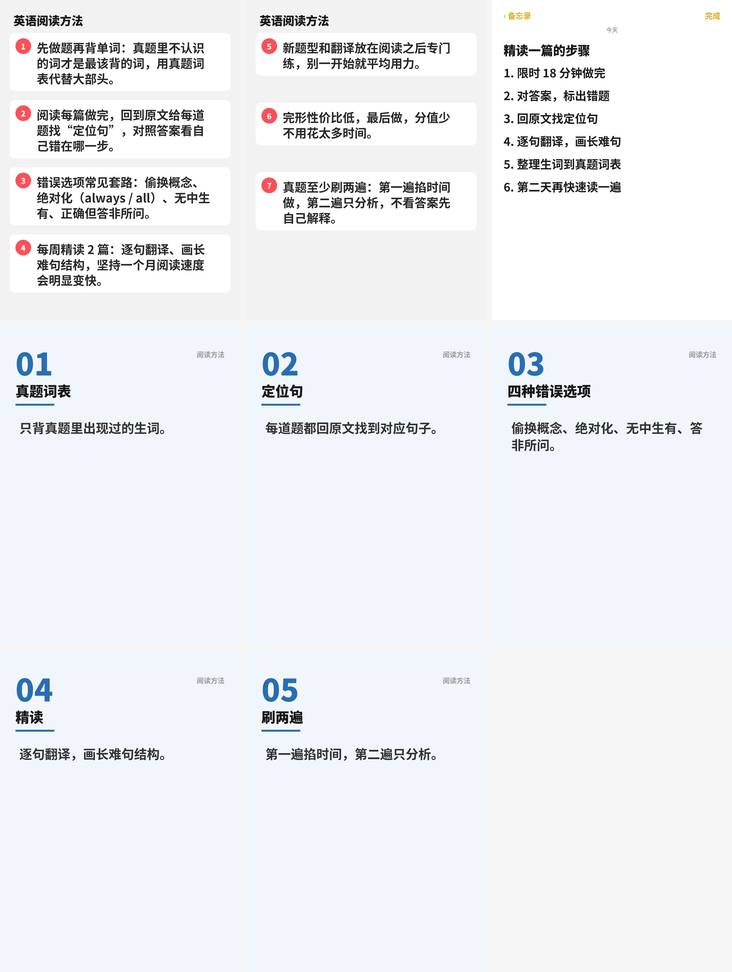 英语阅读方法
1 先做题再背单词：真题里不认识
的词才是最该背的词，用真题词
表代替大部头。
2 阅读每篇做完，回到原文给每道
题找“定位句”，对照答案看自
己错在哪一步。
3 错误选项常见套路：偷换概念、
绝对化（always / all）、无中生
有、正确但答非所问。
4 每周精读 2 篇：逐句翻译、画长
难句结构，坚持一个月阅读速度
会明显变快。
英语阅读方法
5 新题型和翻译放在阅读之后专门
练，别一开始就平均用力。
6 完形性价比低，最后做，分值少
不用花太多时间。
7 真题至少刷两遍：第一遍掐时间
做，第二遍只分析，不看答案先
自己解释。
‹ 备忘录
完成
今天
精读一篇的步骤
1. 限时 18 分钟做完
2. 对答案，标出错题
3. 回原文找定位句
4. 逐句翻译，画长难句
5. 整理生词到真题词表
6. 第二天再快速读一遍
01
阅读方法
真题词表
只背真题里出现过的生词。
02
阅读方法
定位句
每道题都回原文找到对应句子。
03
阅读方法
四种错误选项
偷换概念、绝对化、无中生有、答
非所问。
04
阅读方法
精读
逐句翻译，画长难句结构。
05
阅读方法
刷两遍
第一遍掐时间，第二遍只分析。